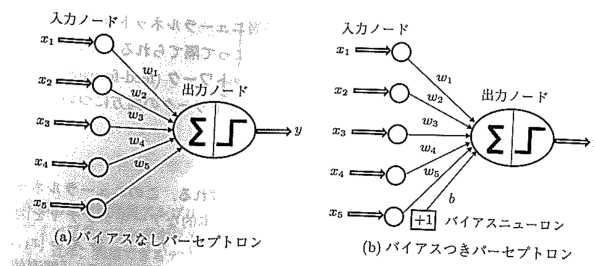 入力ノード
x1
x2
x3
x4
x5
w1
w2
w3
w4
w5
出力ノード
Σ
y
(a) バイアスなしパーセプトロン
入力ノード
x1
x2
x3
x4
x5
w1
w2
w3
w4
w5
b
出力ノード
Σ
+1
バイアスニューロン
(b) バイアスつきパーセプトロン